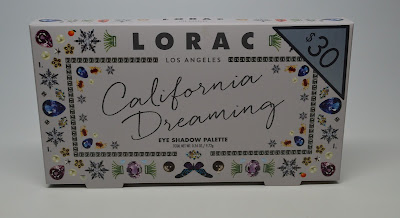 LORAC
$30
LOS ANGELES
California
Dreaming
EYE SHADOW PALETTE